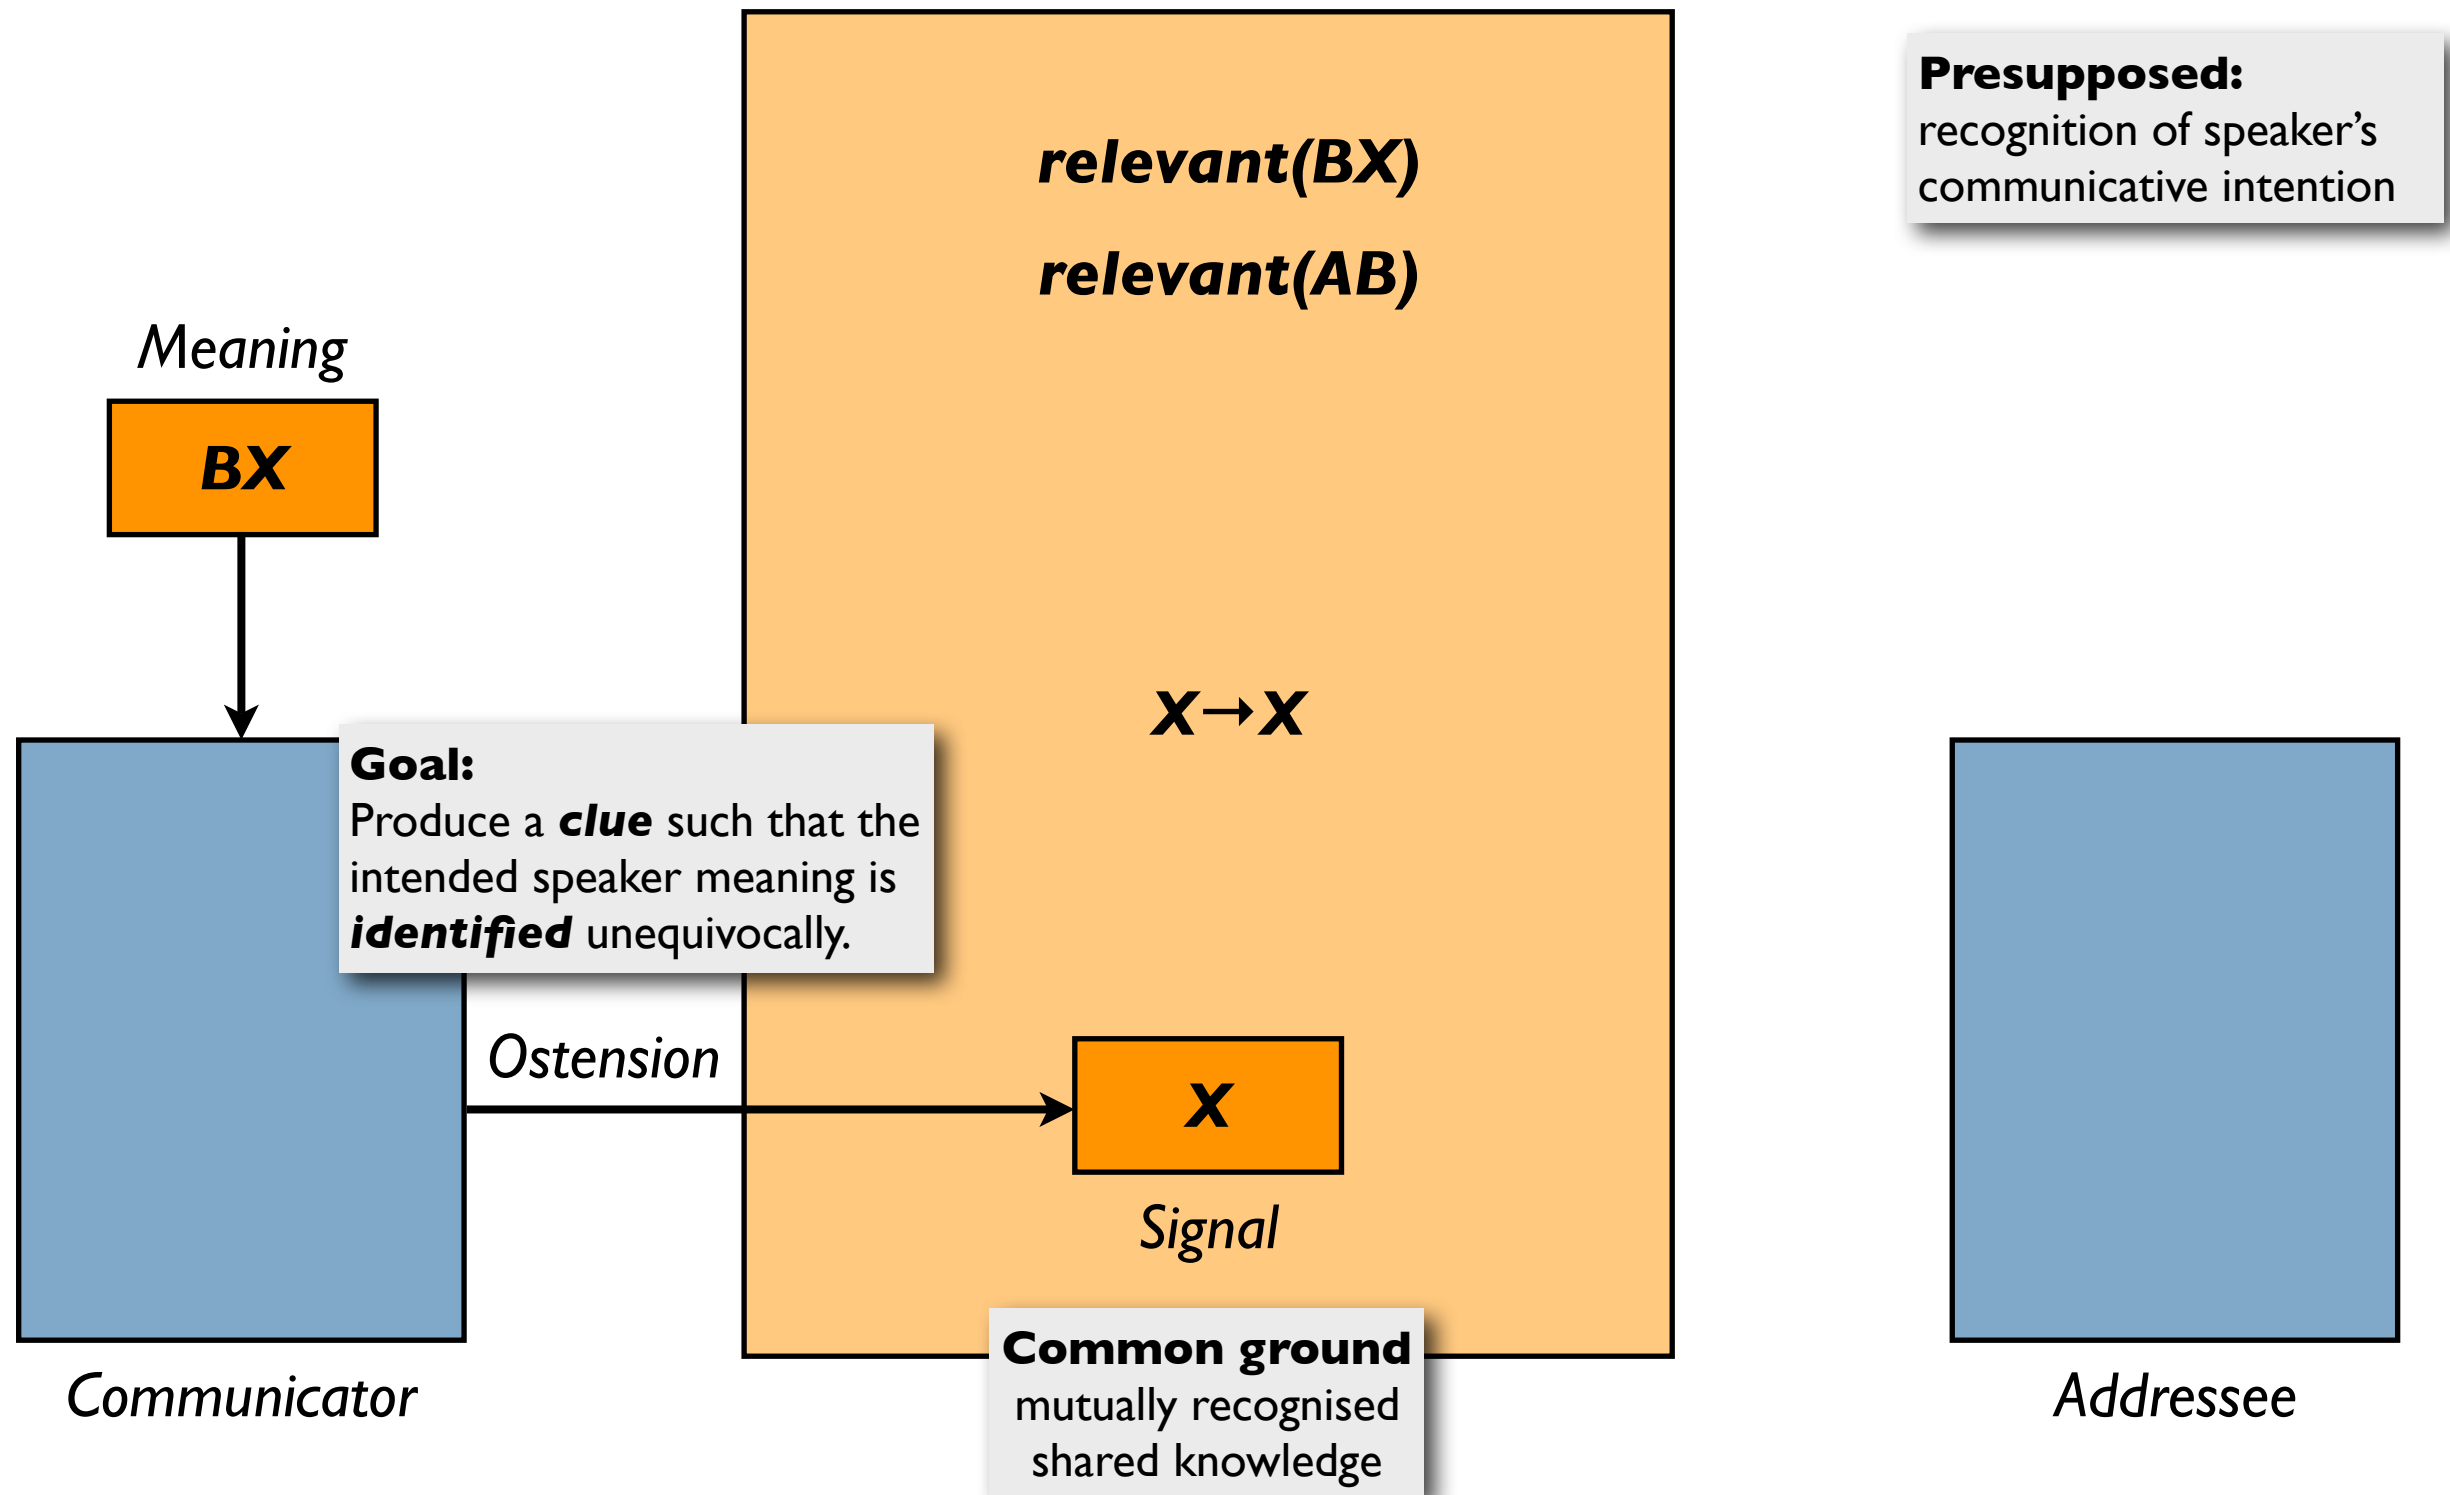 Presupposed:
recognition of speaker’s
communicative intention
relevant(BX)
relevant(AB)
Meaning
BX
X→X
Goal:
Produce a clue such that the
intended speaker meaning is
identified unequivocally.
Ostension
X
Signal
Common ground
mutually recognised
shared knowledge
Communicator
Addressee